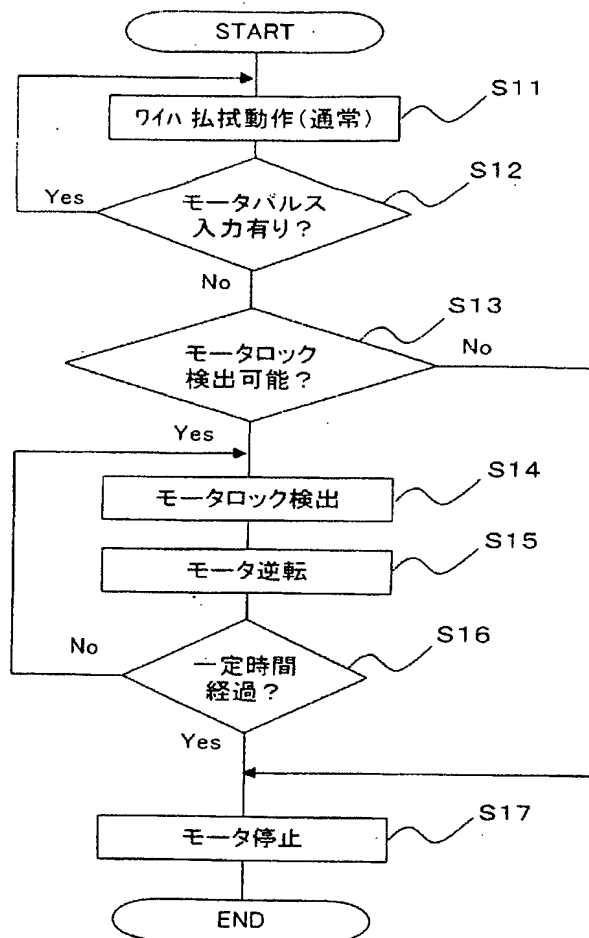 START
S11
ワイハ 払拭動作(通常)
S12
Yes
モータバルス
入力有り?
No
S13
モータロック
検出可能?
No
Yes
S14
モータロック検出
S15
モータ逆転
S16
No
一定時間
経過?
Yes
S17
モータ停止
END